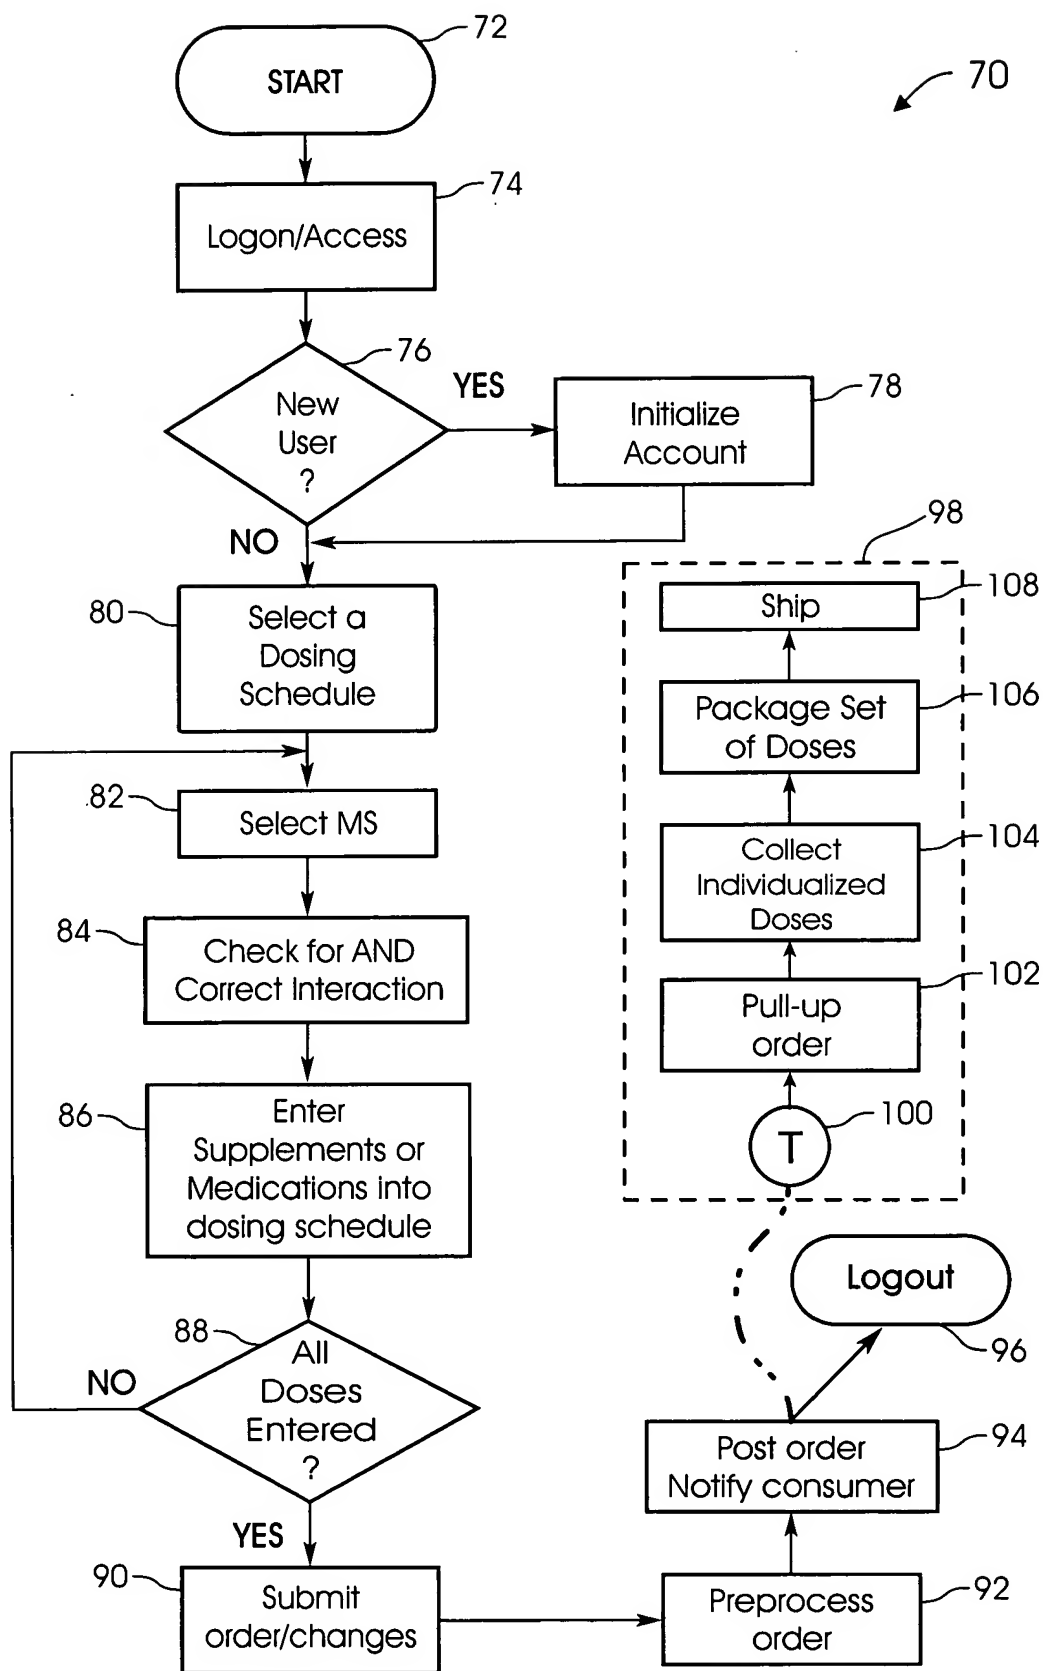 72
START
70
74
Logon/Access
76
New
User
?
YES
78
Initialize
Account
NO
80
Select a
Dosing
Schedule
82
Select MS
84
Check for AND
Correct Interaction
86
Enter
Supplements or
Medications into
dosing schedule
88
All
Doses
Entered
?
NO
YES
90
Submit
order/changes
92
Preprocess
order
94
Post order
Notify consumer
Logout
96
98
100
T
102
Pull-up
order
104
Collect
Individualized
Doses
106
Package Set
of Doses
108
Ship